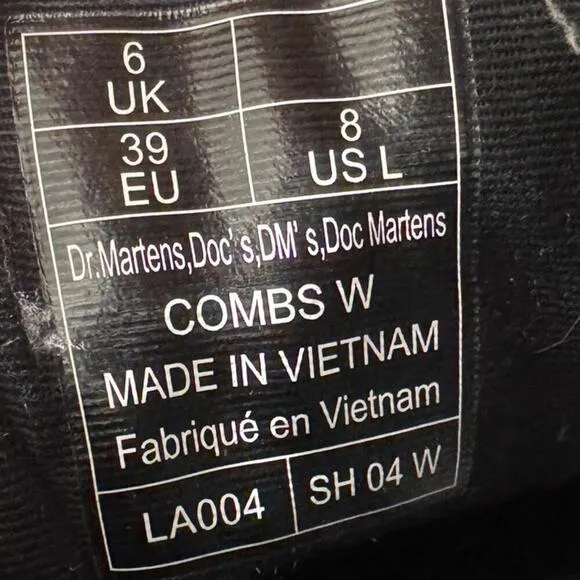 6
UK
39
EU
8
US L
Dr.Martens,Doc's,DM's,Doc Martens
COMBS W
MADE IN VIETNAM
Fabriqué en Vietnam
LA004
SH 04 W